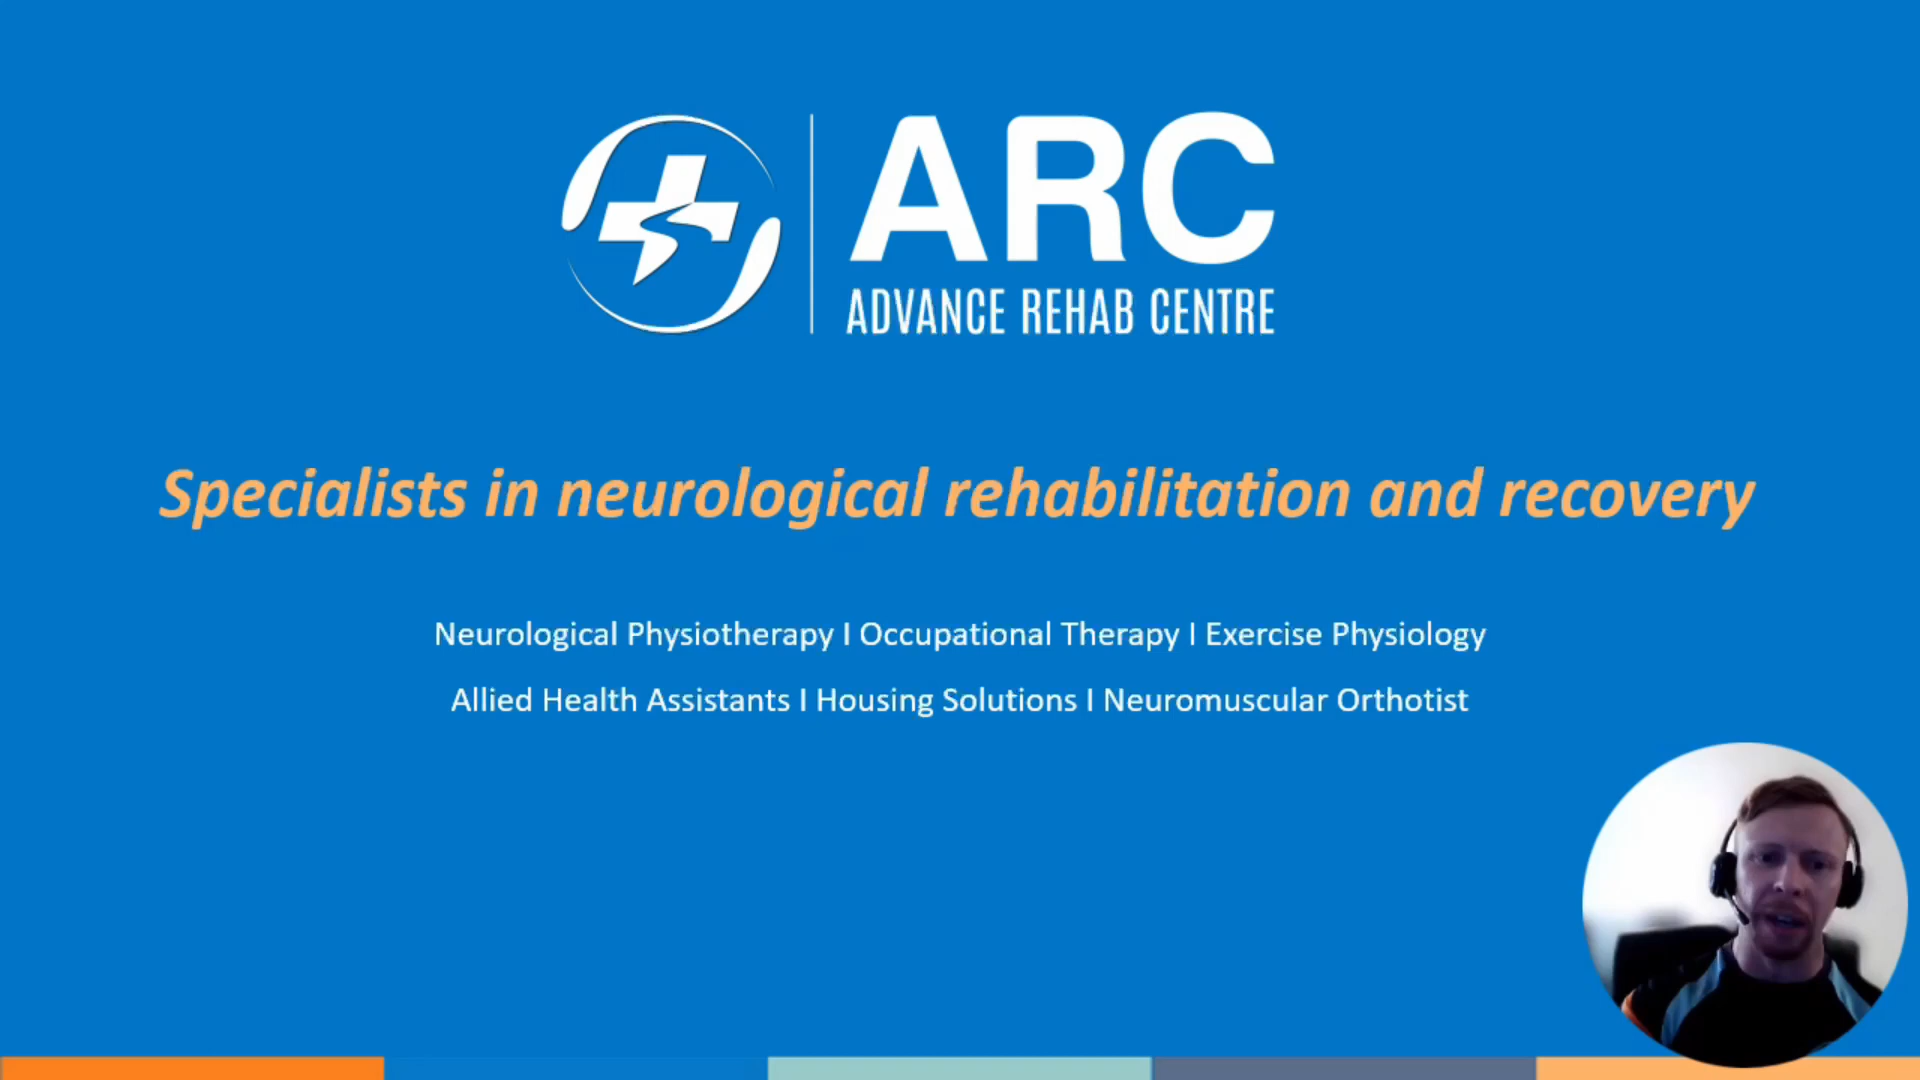 ARC
ADVANCE REHAB CENTRE
Specialists in neurological rehabilitation and recovery
Neurological Physiotherapy I Occupational Therapy I Exercise Physiology
Allied Health Assistants I Housing Solutions I Neuromuscular Orthotist